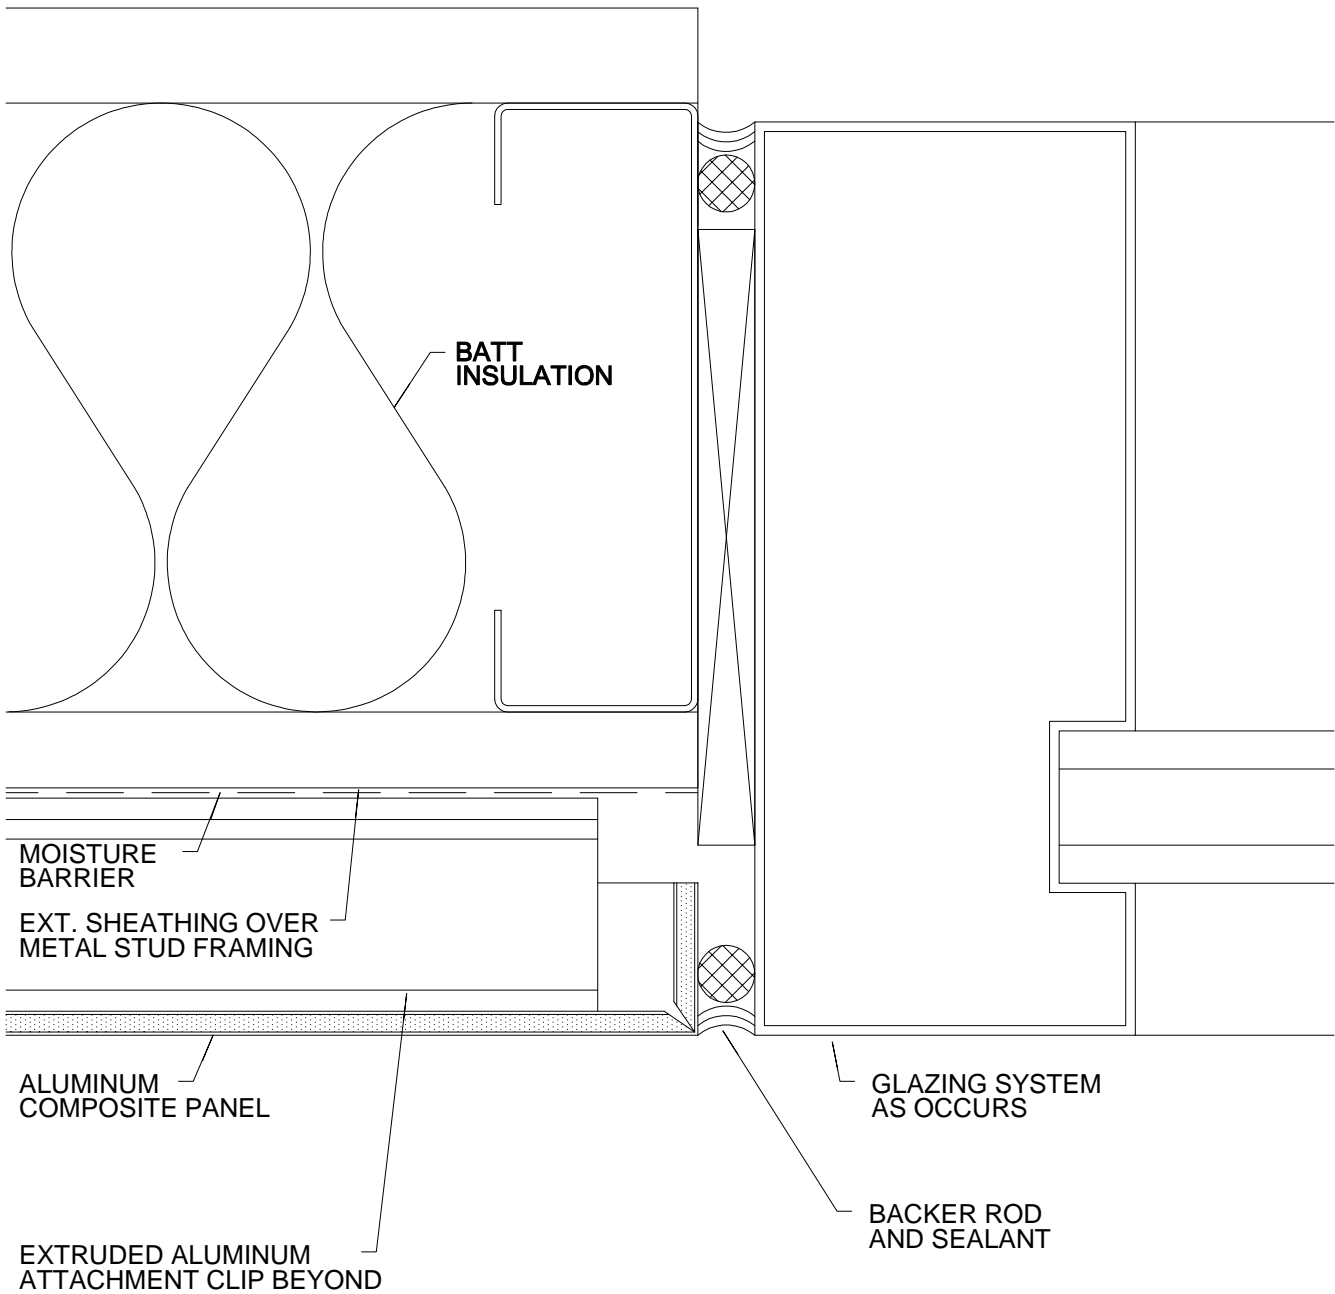 BATT
INSULATION
MOISTURE
BARRIER
EXT. SHEATHING OVER
METAL STUD FRAMING
ALUMINUM
COMPOSITE PANEL
GLAZING SYSTEM
AS OCCURS
BACKER ROD
AND SEALANT
EXTRUDED ALUMINUM
ATTACHMENT CLIP BEYOND